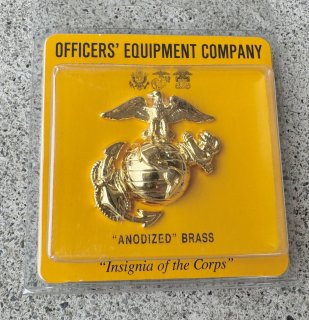 OFFICERS' EQUIPMENT COMPANY
"ANODIZED" BRASS
"Insignia of the Corps"